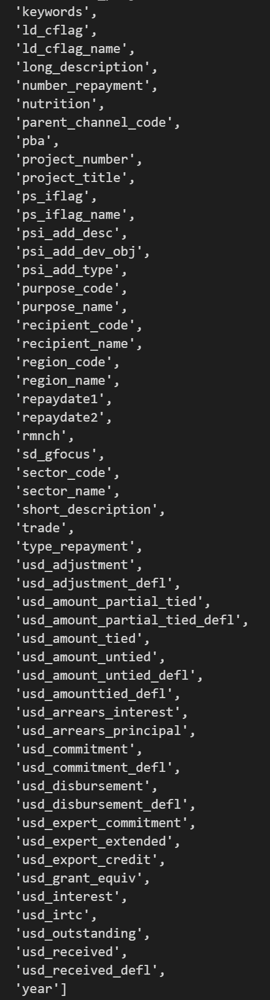 'keywords',
'ld_cflag',
'ld_cflag_name',
'long_description',
'number_repayment',
'nutrition',
'parent_channel_code',
'pba',
'project_number',
'project_title',
'ps_iflag',
'ps_iflag_name',
'psi_add_desc',
'psi_add_dev_obj',
'psi_add_type',
'purpose_code',
'purpose_name',
'recipient_code',
'recipient_name',
'region_code',
'region_name',
'repaydate1',
'repaydate2',
'rmnch',
'sd_gfocus',
'sector_code',
'sector_name',
'short_description',
'trade',
'type_repayment',
'usd_adjustment',
'usd_adjustment_defl',
'usd_amount_partial_tied',
'usd_amount_partial_tied_defl',
'usd_amount_tied',
'usd_amount_untied',
'usd_amount_untied_defl',
'usd_amounttied_defl',
'usd_arrears_interest',
'usd_arrears_principal',
'usd_commitment',
'usd_commitment_defl',
'usd_disbursement',
'usd_disbursement_defl',
'usd_expert_commitment',
'usd_expert_extended',
'usd_export_credit',
'usd_grant_equiv',
'usd_interest',
'usd_irtc',
'usd_outstanding',
'usd_received',
'usd_received_defl',
'year']